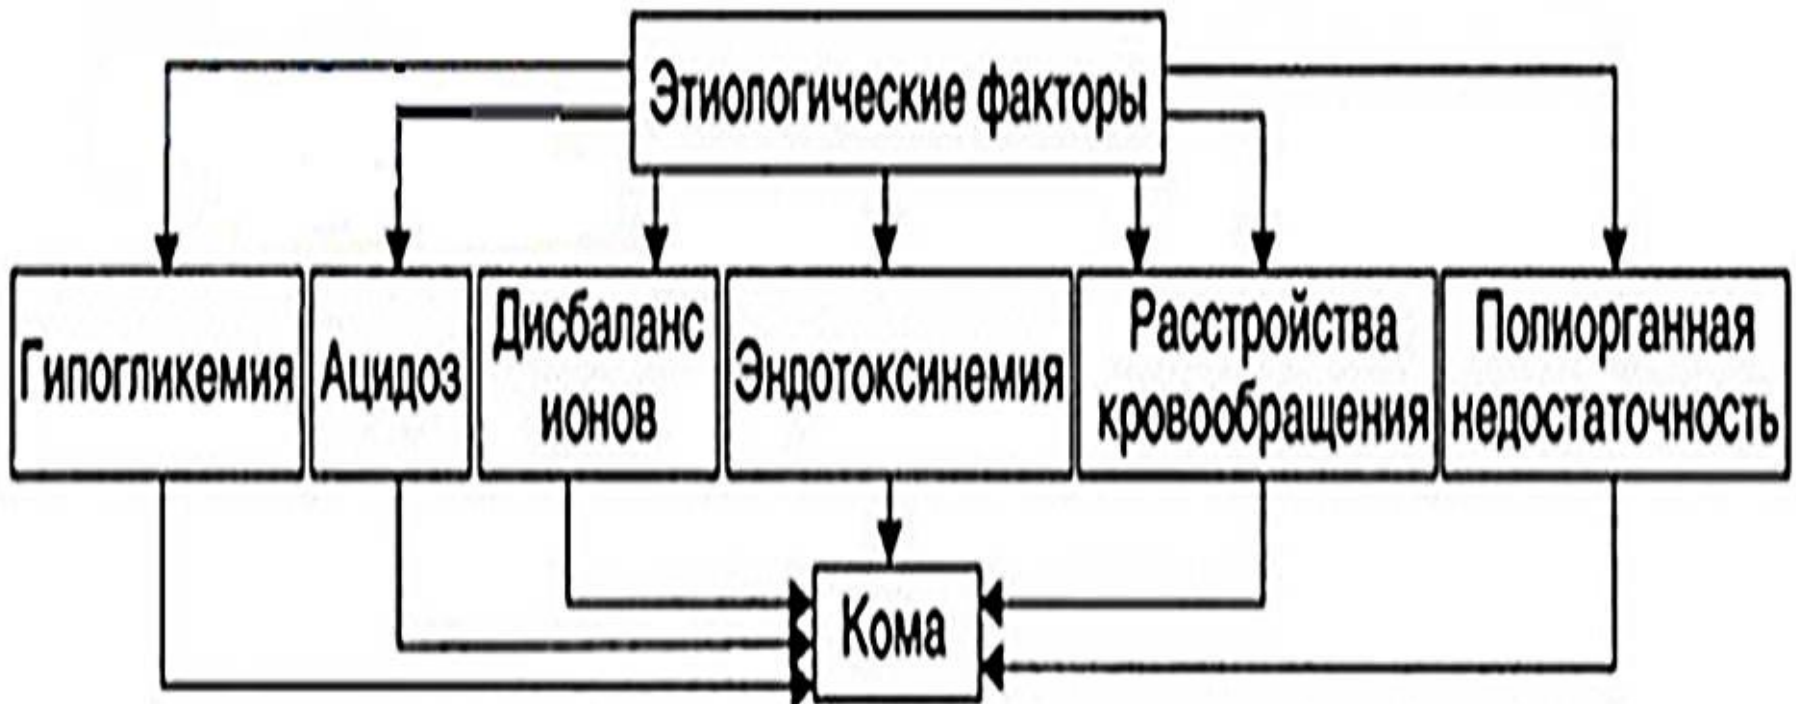 Этиологические факторы
Гипогликемия
Ацидоз
Дисбаланс
ионов
Эндотоксинемия
Расстройства
кровообращения
Полиорганная
недостаточность
Кома